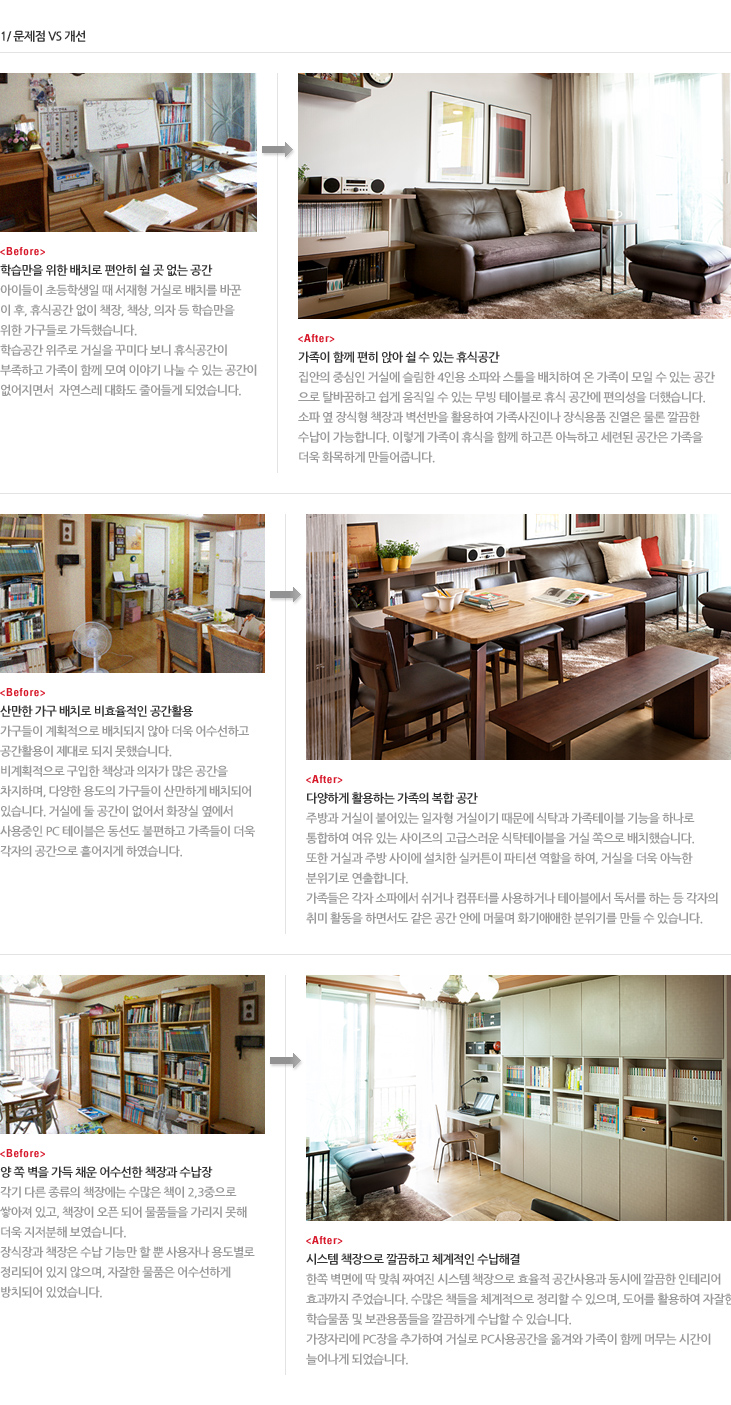 1/ 문제점 VS 개선
<Before>
학습만을 위한 배치로 편안히 쉴 곳 없는 공간
아이들이 초등학생일 때 서재형 거실로 배치를 바꾼
이 후, 휴식공간 없이 책장, 책상, 의자 등 학습만을
위한 가구들로 가득했습니다.
학습공간 위주로 거실을 꾸미다 보니 휴식공간이
부족하고 가족이 함께 모여 이야기 나눌 수 있는 공간이
없어지면서 자연스레 대화도 줄어들게 되었습니다.
<After>
가족이 함께 편히 앉아 쉴 수 있는 휴식공간
집안의 중심인 거실에 슬림한 4인용 소파와 스툴을 배치하여 온 가족이 모일 수 있는 공간
으로 탈바꿈하고 쉽게 움직일 수 있는 무빙 테이블로 휴식 공간에 편의성을 더했습니다.
소파 옆 장식형 책장과 벽선반을 활용하여 가족사진이나 장식용품 진열은 물론 깔끔한
수납이 가능합니다. 이렇게 가족이 휴식을 함께 하고픈 아늑하고 세련된 공간은 가족을
더욱 화목하게 만들어줍니다.
<Before>
산만한 가구 배치로 비효율적인 공간활용
가구들이 계획적으로 배치되지 않아 더욱 어수선하고
공간활용이 제대로 되지 못했습니다.
비계획적으로 구입한 책상과 의자가 많은 공간을
차지하며, 다양한 용도의 가구들이 산만하게 배치되어
있습니다. 거실에 둘 공간이 없어서 화장실 옆에서
사용중인 PC 테이블은 동선도 불편하고 가족들이 더욱
각자의 공간으로 흩어지게 하였습니다.
<After>
다양하게 활용하는 가족의 복합 공간
주방과 거실이 붙어있는 일자형 거실이기 때문에 식탁과 가족테이블 기능을 하나로
통합하여 여유 있는 사이즈의 고급스러운 식탁테이블을 거실 쪽으로 배치했습니다.
또한 거실과 주방 사이에 설치한 실커튼이 파티션 역할을 하여, 거실을 더욱 아늑한
분위기로 연출합니다.
가족들은 각자 소파에서 쉬거나 컴퓨터를 사용하거나 테이블에서 독서를 하는 등 각자의
취미 활동을 하면서도 같은 공간 안에 머물며 화기애애한 분위기를 만들 수 있습니다.
<Before>
양 쪽 벽을 가득 채운 어수선한 책장과 수납장
각기 다른 종류의 책장에는 수많은 책이 2,3중으로
쌓아져 있고, 책장이 오픈 되어 물품들을 가리지 못해
더욱 지저분해 보였습니다.
장식장과 책장은 수납 기능만 할 뿐 사용자나 용도별로
정리되어 있지 않으며, 자잘한 물품은 어수선하게
방치되어 있었습니다.
<After>
시스템 책장으로 깔끔하고 체계적인 수납해결
한쪽 벽면에 딱 맞춰 짜여진 시스템 책장으로 효율적 공간사용과 동시에 깔끔한 인테리어
효과까지 주었습니다. 수많은 책들을 체계적으로 정리할 수 있으며, 도어를 활용하여 자잘한
학습물품 및 보관용품들을 깔끔하게 수납할 수 있습니다.
가장자리에 PC장을 추가하여 거실로 PC사용공간을 옮겨와 가족이 함께 머무는 시간이
늘어나게 되었습니다.